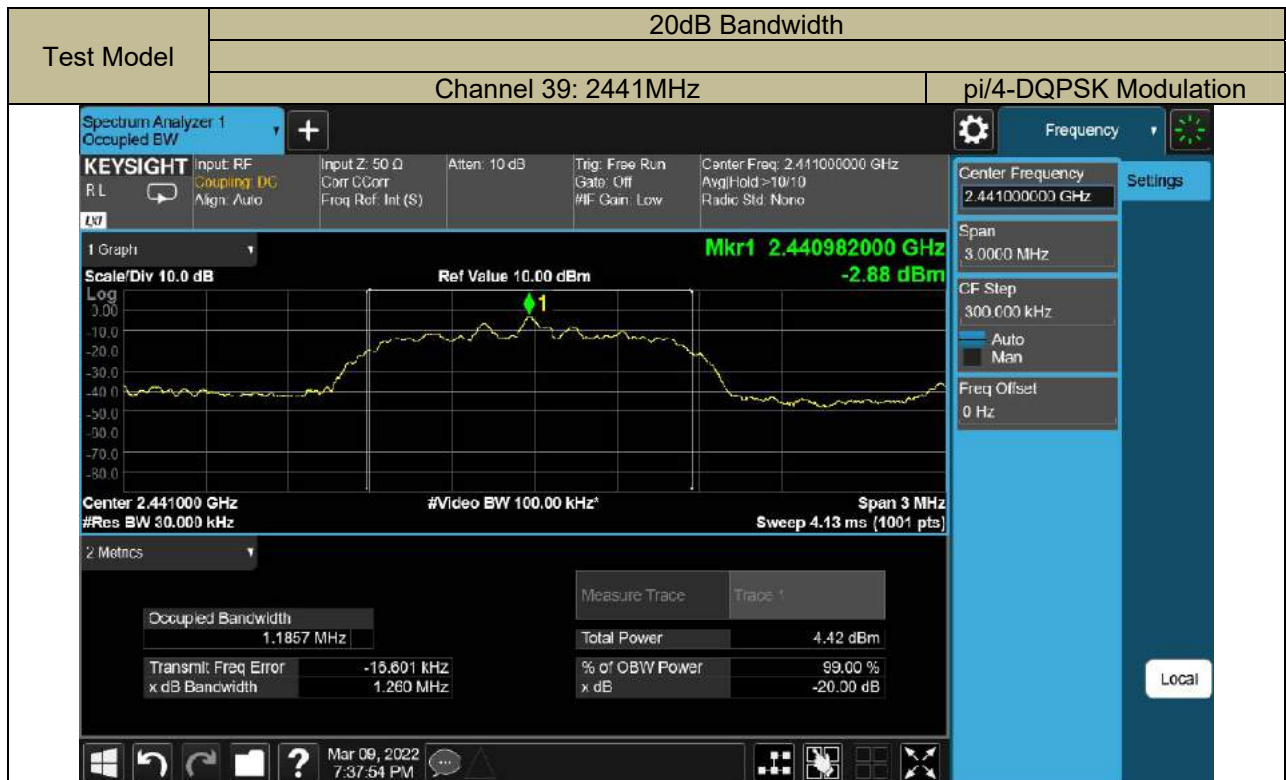 20dB Bandwidth
Test Model
Channel 39: 2441MHz
pi/4-DQPSK Modulation
Spectrum Analyzer 1
Occupied BW
Frequency
KEYSIGHT
Input: RF
Input Z: 50 Ω
Atten: 10 dB
Trig: Free Run
Center Freq: 2.441000000 GHz
RL
Coupling: DC
Corr CCorr
Gate: Off
Avg|Hold >10/10
Align: Auto
Freq Ref: Int (S)
#IF Gain: Low
Radio Std: None
LXI
Center Frequency
2.441000000 GHz
Settings
Span
3.0000 MHz
CF Step
300.000 kHz
Auto
Man
Freq Offset
0 Hz
1 Graph
Mkr1 2.440982000 GHz
Scale/Div 10.0 dB
Ref Value 10.00 dBm
-2.88 dBm
Log
0.00
1
-10.0
-20.0
-30.0
-40.0
-50.0
-60.0
-70.0
-80.0
Center 2.441000 GHz
#Video BW 100.00 kHz*
Span 3 MHz
#Res BW 30.000 kHz
Sweep 4.13 ms (1001 pts)
2 Metrics
Measure Trace
Trace 1
Occupied Bandwidth
1.1857 MHz
Total Power
4.42 dBm
Transmit Freq Error
% of OBW Power
99.00 %
x dB Bandwidth
1.260 MHz
x dB
-20.00 dB
Local
?
Mar 09, 2022
7:37:54 PM